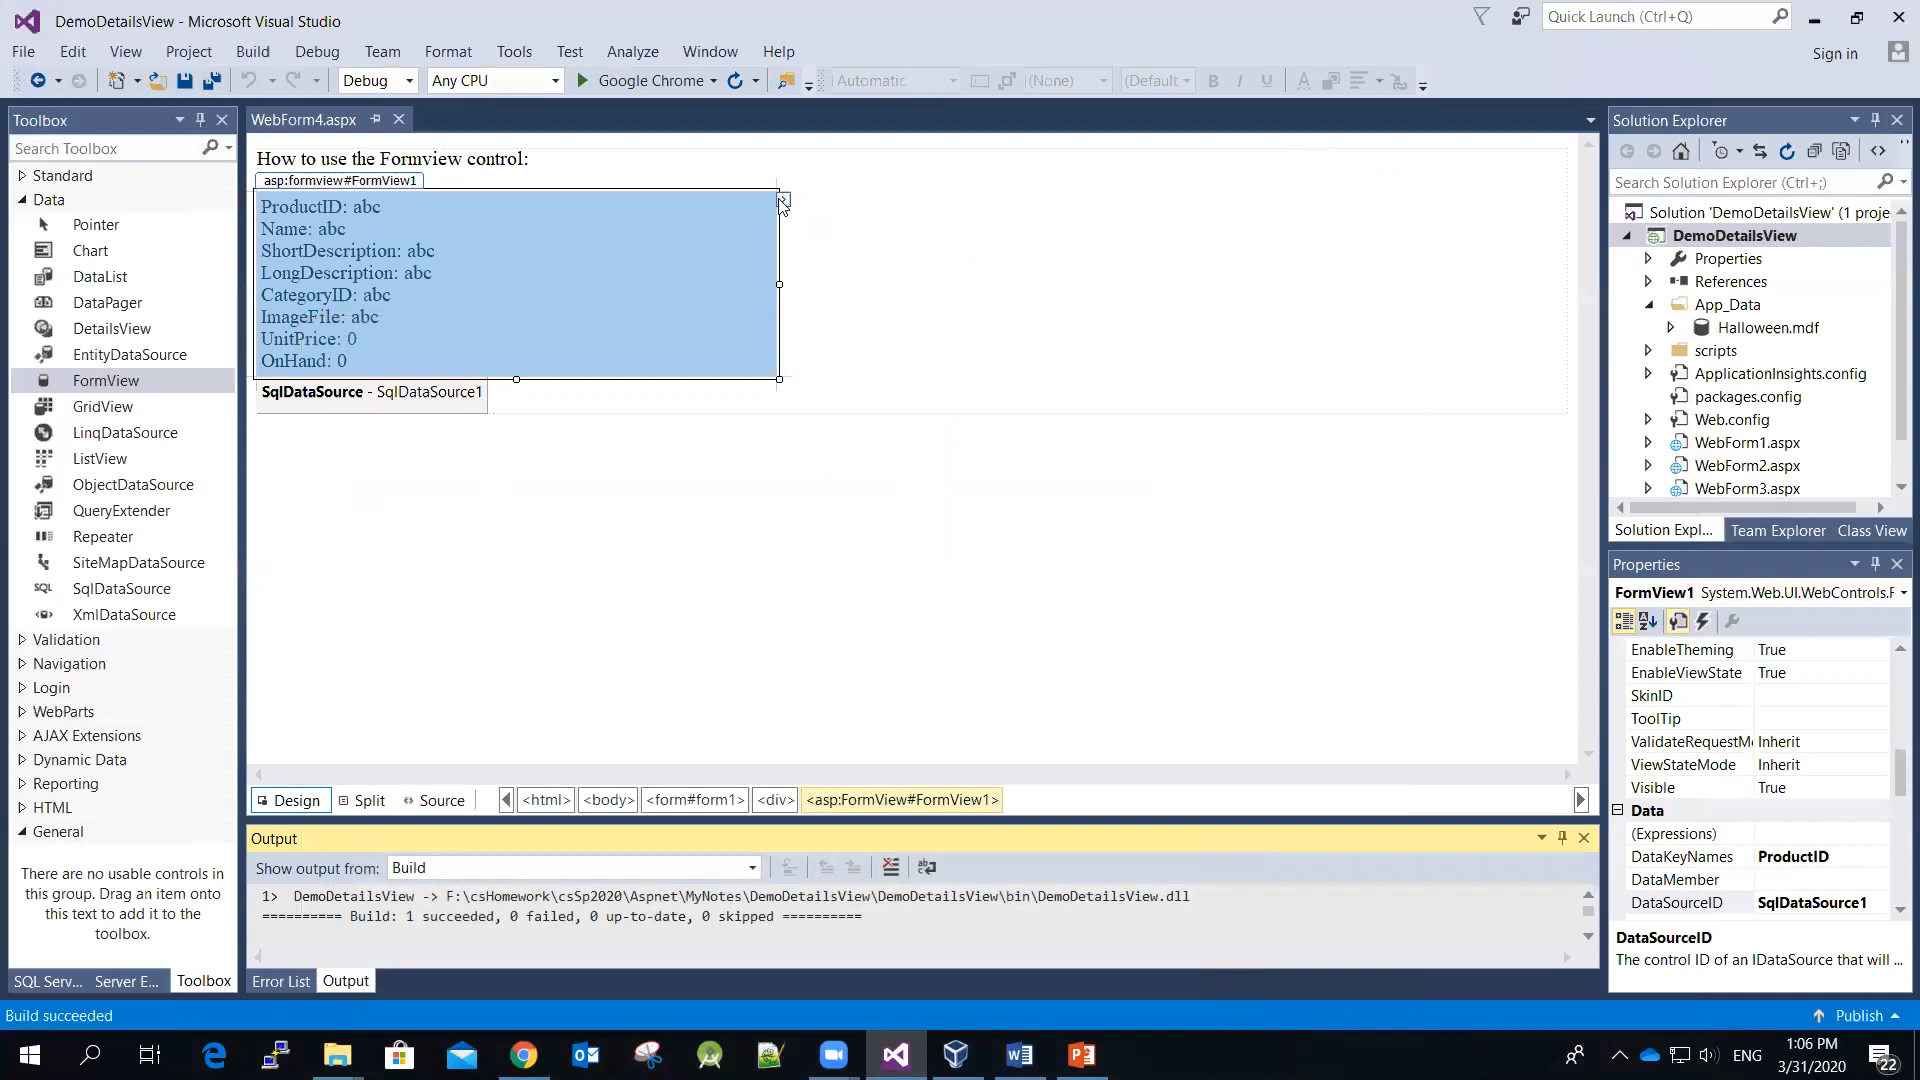 DemoDetailsView - Microsoft Visual Studio
Quick Launch (Ctrl+Q)
File Edit View Project Build Debug Team Format Tools Test Analyze Window Help
Sign in
Debug Any CPU Google Chrome Automatic (None) (Default B I U A
Toolbox
Search Toolbox
Standard
Data
Pointer
Chart
DataList
DataPager
DetailsView
EntityDataSource
FormView
GridView
LinqDataSource
ListView
ObjectDataSource
QueryExtender
Repeater
SiteMapDataSource
SQL SqlDataSource
XmlDataSource
Validation
Navigation
Login
WebParts
AJAX Extensions
Dynamic Data
Reporting
HTML
General
There are no usable controls in
this group. Drag an item onto
this text to add it to the
toolbox.
SQL Serv... Server E... Toolbox
WebForm4.aspx
How to use the Formview control:
asp:formview#FormView1
ProductID: abc
Name: abc
ShortDescription: abc
LongDescription: abc
CategoryID: abc
ImageFile: abc
UnitPrice: 0
OnHand: 0
SqlDataSource - SqlDataSource1
Design Split Source <html> <body> <form#form1> <div> <asp:FormView#FormView1>
Output
Show output from: Build
1> DemoDetailsView -> F:\csHomework\csSp2020\Aspnet\MyNotes\DemoDetailsView\DemoDetailsView\bin\DemoDetailsView.dll
========== Build: 1 succeeded, 0 failed, 0 up-to-date, 0 skipped ==========
Error List Output
Solution Explorer
Search Solution Explorer (Ctrl+;)
Solution 'DemoDetailsView' (1 proje
DemoDetailsView
Properties
References
App_Data
Halloween.mdf
scripts
ApplicationInsights.config
packages.config
Web.config
WebForm1.aspx
WebForm2.aspx
WebForm3.aspx
Solution Expl... Team Explorer Class View
Properties
FormView1 System.Web.UI.WebControls.F
EnableTheming True
EnableViewState True
SkinID
ToolTip
ValidateRequestM Inherit
ViewStateMode Inherit
Visible True
Data
(Expressions)
DataKeyNames ProductID
DataMember
DataSourceID SqlDataSource1
DataSourceID
The control ID of an IDataSource that will ...
Build succeeded
Publish
ENG
1:06 PM
3/31/2020
22